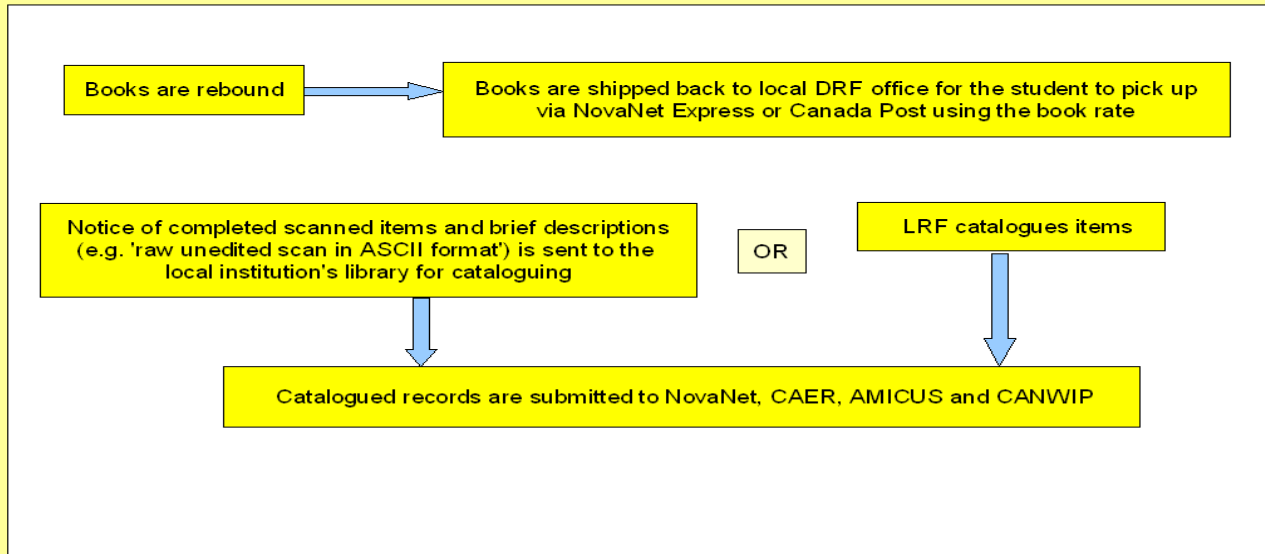 Books are rebound
Books are shipped back to local DRF office for the student to pick up
via NovaNet Express or Canada Post using the book rate
Notice of completed scanned items and brief descriptions
(e.g. 'raw unedited scan in ASCII format') is sent to the
local institution's library for cataloguing
OR
LRF catalogues items
Catalogued records are submitted to NovaNet, CAER, AMICUS and CANWIP